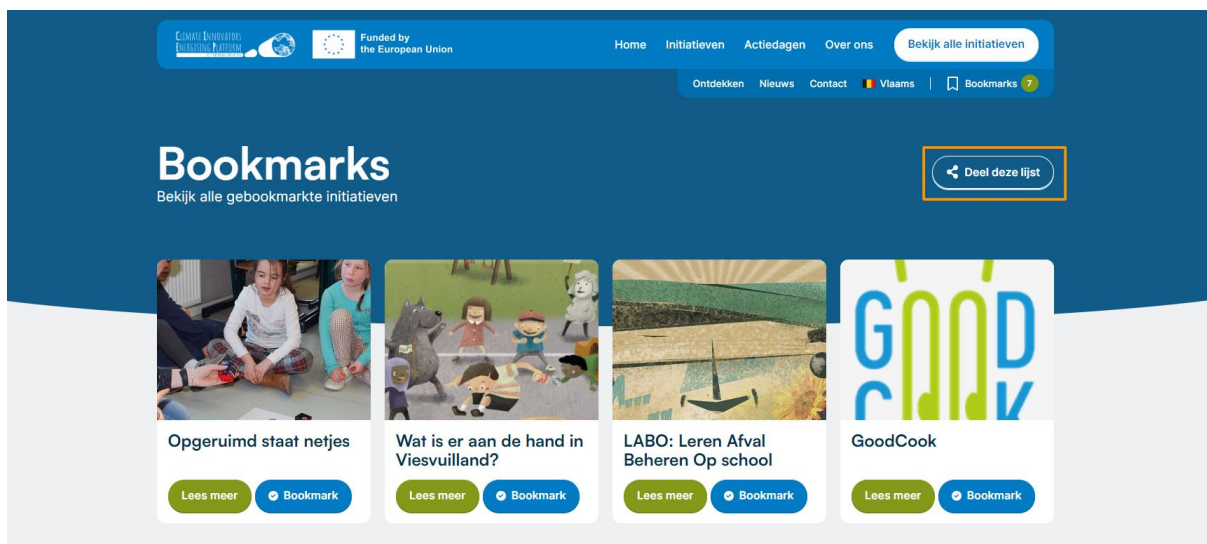 CLIMATE INNOVATORS
ENERGISING PLATFORM
Funded by
the European Union
Home Initiatieven Actiedagen Over ons Bekijk alle initiatieven
Ontdekken Nieuws Contact Vlaams Bookmarks 7
Bookmarks
Bekijk alle gebookmarkte initiatieven
Deel deze lijst
GOOD
COOK
Opgeruimd staat netjes
Wat is er aan de hand in
Viesvuilland?
LABO: Leren Afval
Beheren Op school
GoodCook
Lees meer Bookmark
Lees meer Bookmark
Lees meer Bookmark
Lees meer Bookmark